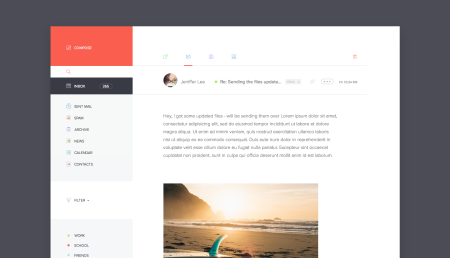 COMPOSE
INBOX
265
SENT MAIL
SPAM
ARCHIVE
NEWS
CALENDAR
CONTACTS
FILTER
WORK
SCHOOL
FRIENDS
Jenifer Lee
Re: Sending the files update...
Hey, I got some updated files - will be sending them over Lorem ipsum dolor sit amet,
consectetur adipisicing elit, sed do eiusmod tempor incididunt ut labore et dolore
magna aliqua. Ut enim ad minim veniam, quis nostrud exercitation ullamco laboris
nisi ut aliquip ex ea commodo consequat. Duis aute irure dolor in reprehenderit in
voluptate velit esse cillum dolore eu fugiat nulla pariatur. Excepteur sint occaecat
cupidatat non proident, sunt in culpa qui officia deserunt mollit anim id est laborum.